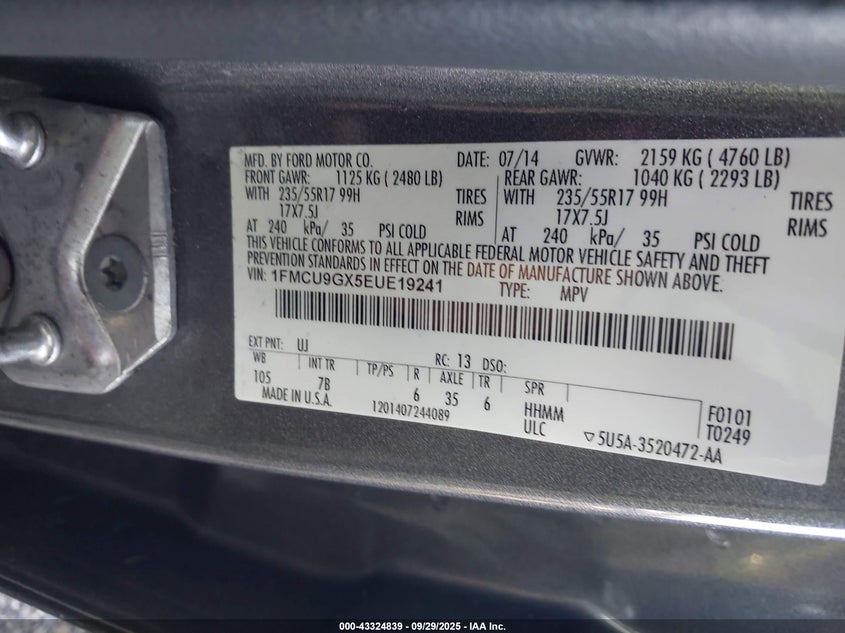 MFD. BY FORD MOTOR CO. DATE: 07/14 GVWR: 2159 KG ( 4760 LB)
FRONT GAWR: 1125 KG ( 2480 LB) REAR GAWR: 1040 KG ( 2293 LB)
WITH 235/55R17 99H TIRES WITH 235/55R17 99H TIRES
17X7.5J RIMS 17X7.5J RIMS
AT 240 kPa/ 35 PSI COLD AT 240 kPa/ 35 PSI COLD
THIS VEHICLE CONFORMS TO ALL APPLICABLE FEDERAL MOTOR VEHICLE SAFETY AND THEFT
PREVENTION STANDARDS IN EFFECT ON THE DATE OF MANUFACTURE SHOWN ABOVE.
VIN: 1FMCU9GX5EUE19241 TYPE: MPV
EXT PNT: UJ RC: 13 DSO:
WB INT TR TP/PS R AXLE TR SPR
105 7B 6 35 6 HHMM F0101
MADE IN U.S.A. 1201407244089 ULC T0249
▽5U5A-3520472-AA
000-43324839 - 09/29/2025 - IAA Inc.